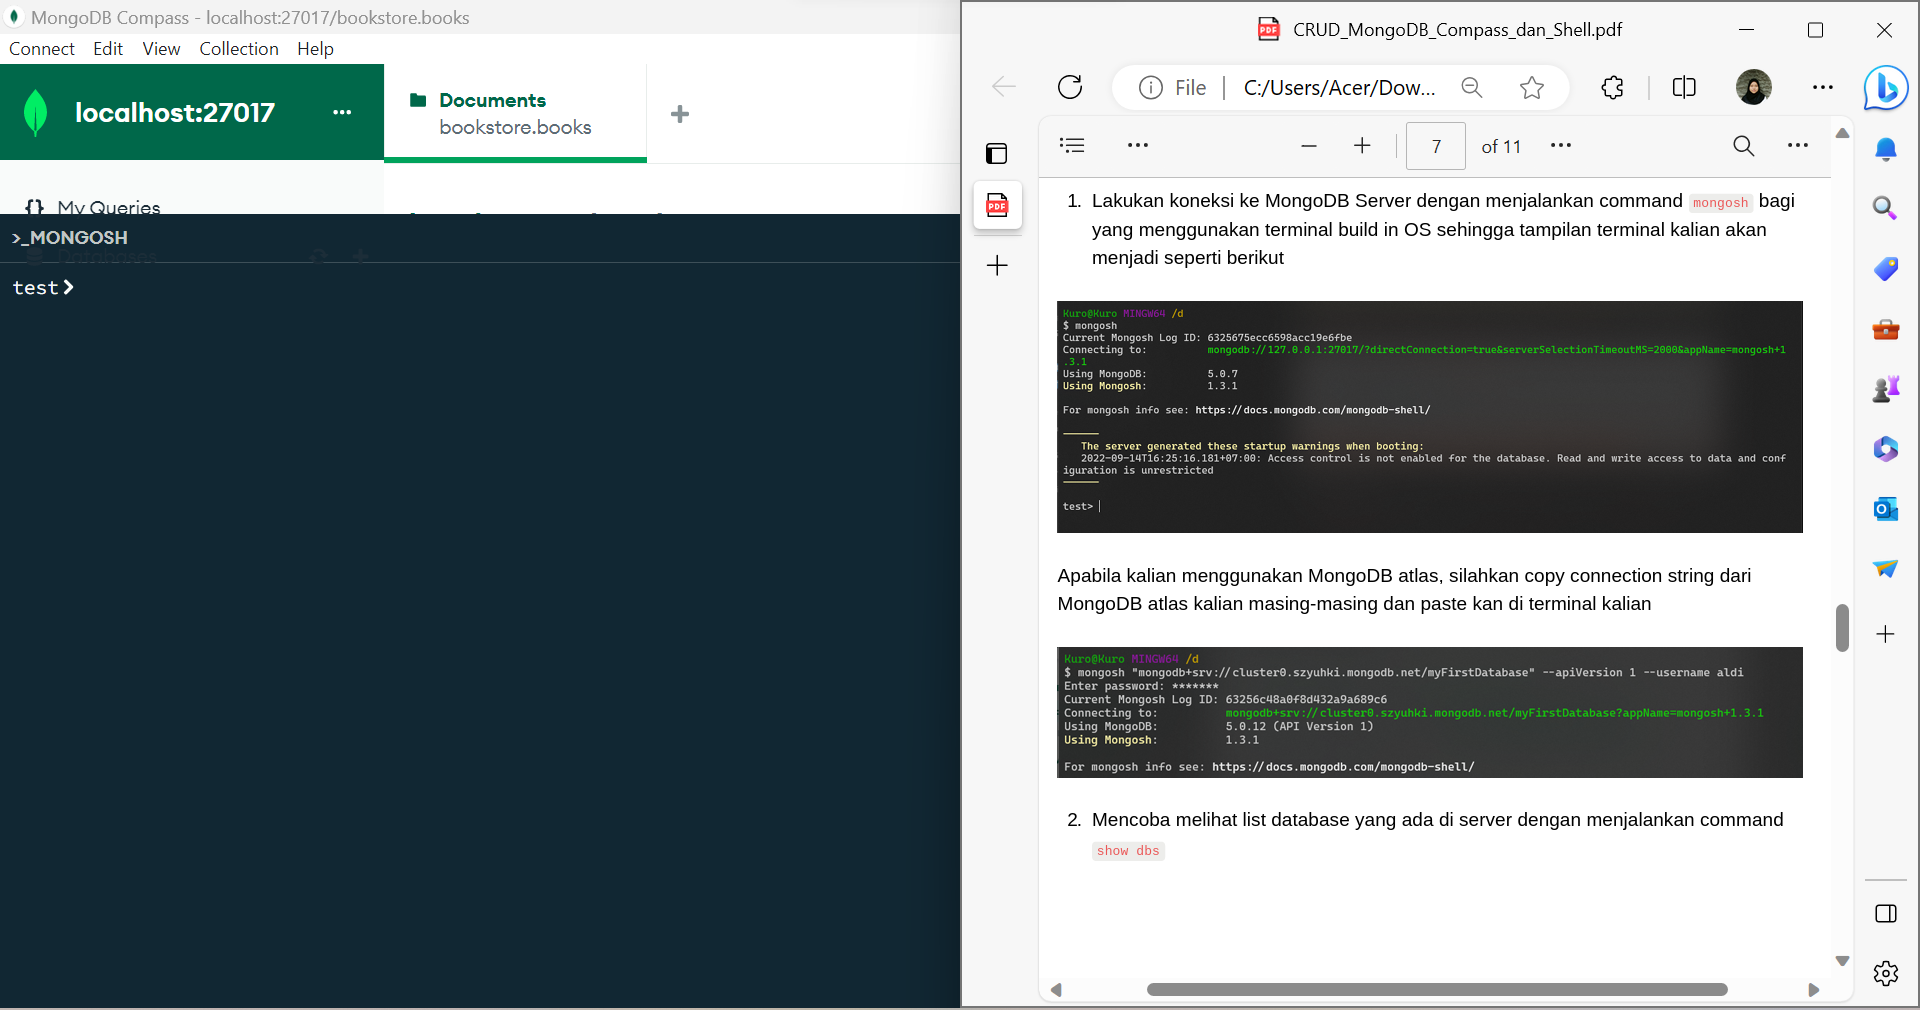 MongoDB Compass - localhost:27017/bookstore.books
Connect Edit View Collection Help
localhost:27017 ...
Documents
bookstore.books
{} My Queries
Databases
>_MONGOSH
test>
CRUD_MongoDB_Compass_dan_Shell.pdf
File | C:/Users/Acer/Dow...
7 of 11
1. Lakukan koneksi ke MongoDB Server dengan menjalankan command mongosh bagi
yang menggunakan terminal build in OS sehingga tampilan terminal kalian akan
menjadi seperti berikut
Kuro@Kuro MINGW64 /d
$ mongosh
Current Mongosh Log ID: 6325675ecc6598acc19e6fbe
Connecting to: mongodb://127.0.0.1:27017/?directConnection=true&serverSelectionTimeoutMS=2000&appName=mongosh+1
.3.1
Using MongoDB: 5.0.7
Using Mongosh: 1.3.1
For mongosh info see: https://docs.mongodb.com/mongodb-shell/
------
The server generated these startup warnings when booting:
2022-09-14T16:25:16.181+07:00: Access control is not enabled for the database. Read and write access to data and conf
iguration is unrestricted
------
test>
Apabila kalian menggunakan MongoDB atlas, silahkan copy connection string dari
MongoDB atlas kalian masing-masing dan paste kan di terminal kalian
Kuro@Kuro MINGW64 /d
$ mongosh "mongodb+srv://cluster0.szyuhki.mongodb.net/myFirstDatabase" --apiVersion 1 --username aldi
Enter password: *******
Current Mongosh Log ID: 63256c48a0f8d432a9a689c6
Connecting to: mongodb+srv://cluster0.szyuhki.mongodb.net/myFirstDatabase?appName=mongosh+1.3.1
Using MongoDB: 5.0.12 (API Version 1)
Using Mongosh: 1.3.1
For mongosh info see: https://docs.mongodb.com/mongodb-shell/
2. Mencoba melihat list database yang ada di server dengan menjalankan command
show dbs